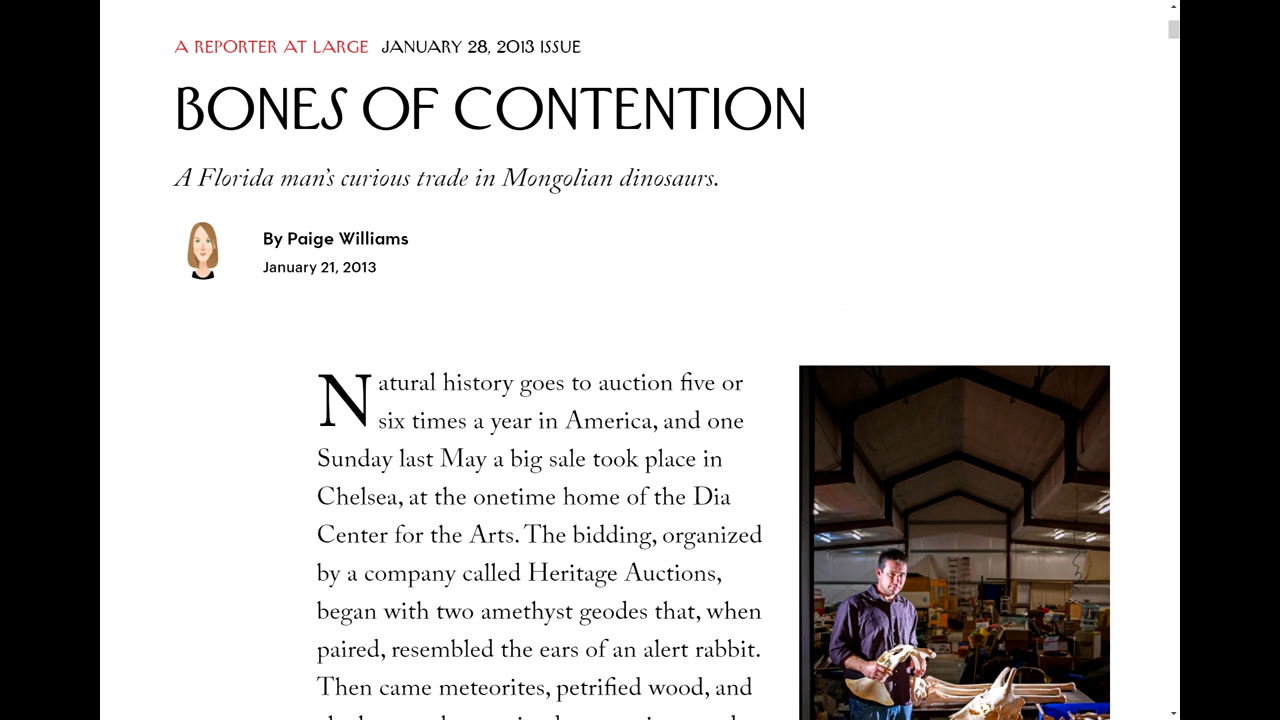 A REPORTER AT LARGE JANUARY 28, 2013 ISSUE
BONES OF CONTENTION
A Florida man's curious trade in Mongolian dinosaurs.
By Paige Williams
January 21, 2013
Natural history goes to auction five or
six times a year in America, and one
Sunday last May a big sale took place in
Chelsea, at the onetime home of the Dia
Center for the Arts. The bidding, organized
by a company called Heritage Auctions,
began with two amethyst geodes that, when
paired, resembled the ears of an alert rabbit.
Then came meteorites, petrified wood, and